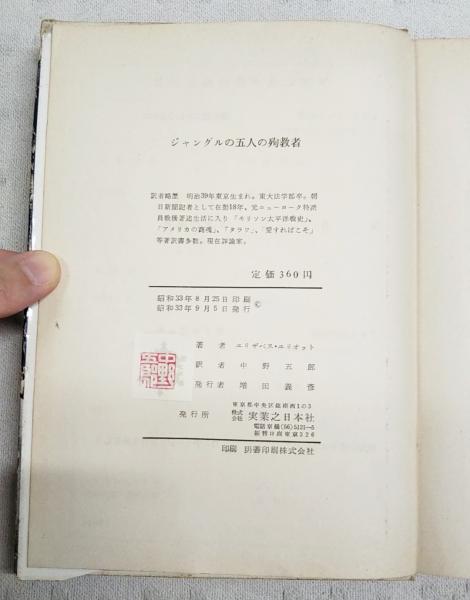 ジャングルの五人の殉教者
訳者略歴 明治39年東京生まれ。東大法学部卒。朝
日新聞記者として在勤18年、元ニューヨーク特派
員戦後著述生活に入り「モリソン太平洋戦史」、
「アメリカの真魂」、「タラワ」、「愛すればこそ」
等著訳書多数。現在評論家。
定価360円
昭和33年8月25日印刷
昭和33年9月5日発行 ©
著者 エリザベス・エリオット
訳者 中野五郎
発行者 増田義彦
東京都中央区銀座西1の3
発行所 株式会社 実業之日本社
電話京橋(56)5121-5
振替口座東京326
印刷 印刷株式会社
中野五郎